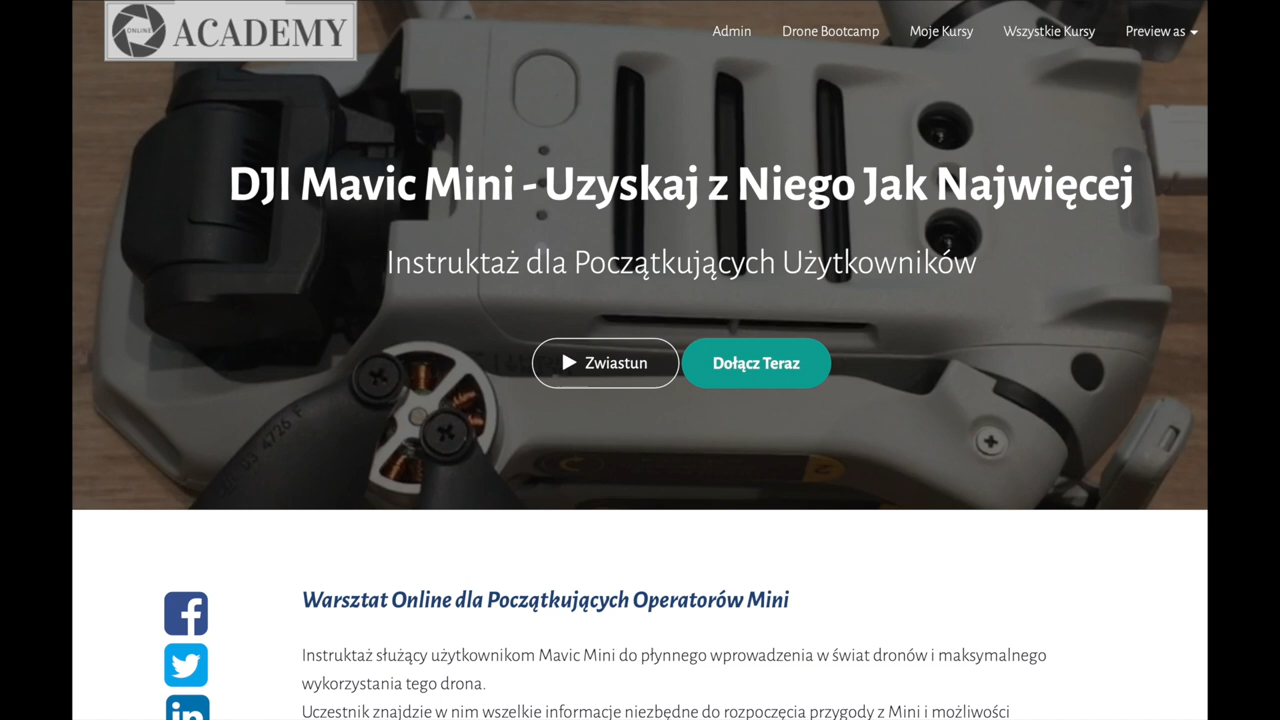 ONLINE ACADEMY
Admin
Drone Bootcamp
Moje Kursy
Wszystkie Kursy
Preview as
DJI Mavic Mini - Uzyskaj z Niego Jak Najwięcej
Instruktaż dla Początkujących Użytkowników
Zwiastun
Dołącz Teraz
DJI 4726 F
Warsztat Online dla Początkujących Operatorów Mini
Instruktaż służący użytkownikom Mavic Mini do płynnego wprowadzenia w świat dronów i maksymalnego
wykorzystania tego drona.
Uczestnik znajdzie w nim wszelkie informacje niezbędne do rozpoczęcia przygody z Mini i możliwości